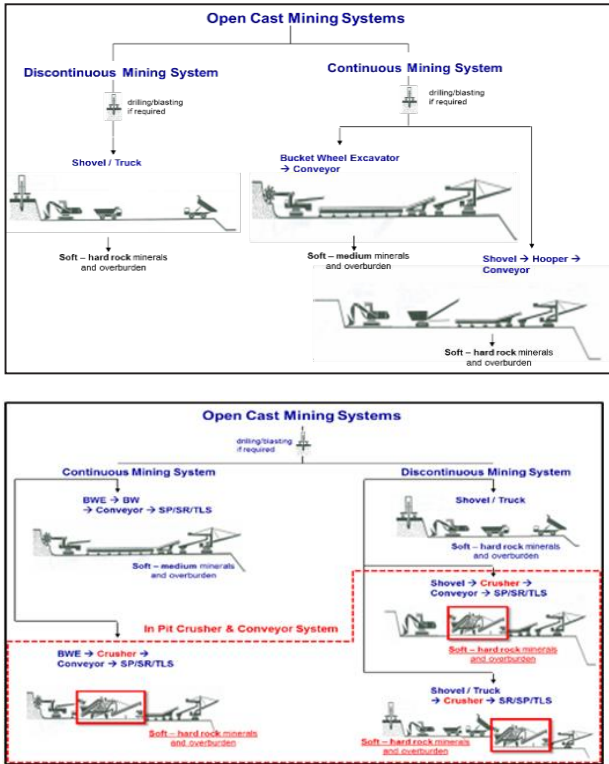 Open Cast Mining Systems
Discontinuous Mining System
Continuous Mining System
drilling/blasting
if required
drilling/blasting
if required
Shovel / Truck
Bucket Wheel Excavator
→ Conveyor
Soft – hard rock minerals
and overburden
Soft – medium minerals
and overburden
Shovel → Hooper →
Conveyor
Soft – hard rock minerals
and overburden
Open Cast Mining Systems
drilling/blasting
if required
Continuous Mining System
Discontinuous Mining System
BWE → BW
→ Conveyor → SP/SR/TLS
Shovel / Truck
Soft – medium minerals
and overburden
Soft – hard rock minerals
and overburden
Shovel → Crusher →
Conveyor → SP/SR/TLS
In Pit Crusher & Conveyor System
Soft – hard rock minerals
and overburden
BWE → Crusher →
Conveyor → SP/SR/TLS
Shovel / Truck
→ Crusher → SR/SP/TLS
Soft – hard rock minerals
and overburden
Soft – hard rock minerals
and overburden